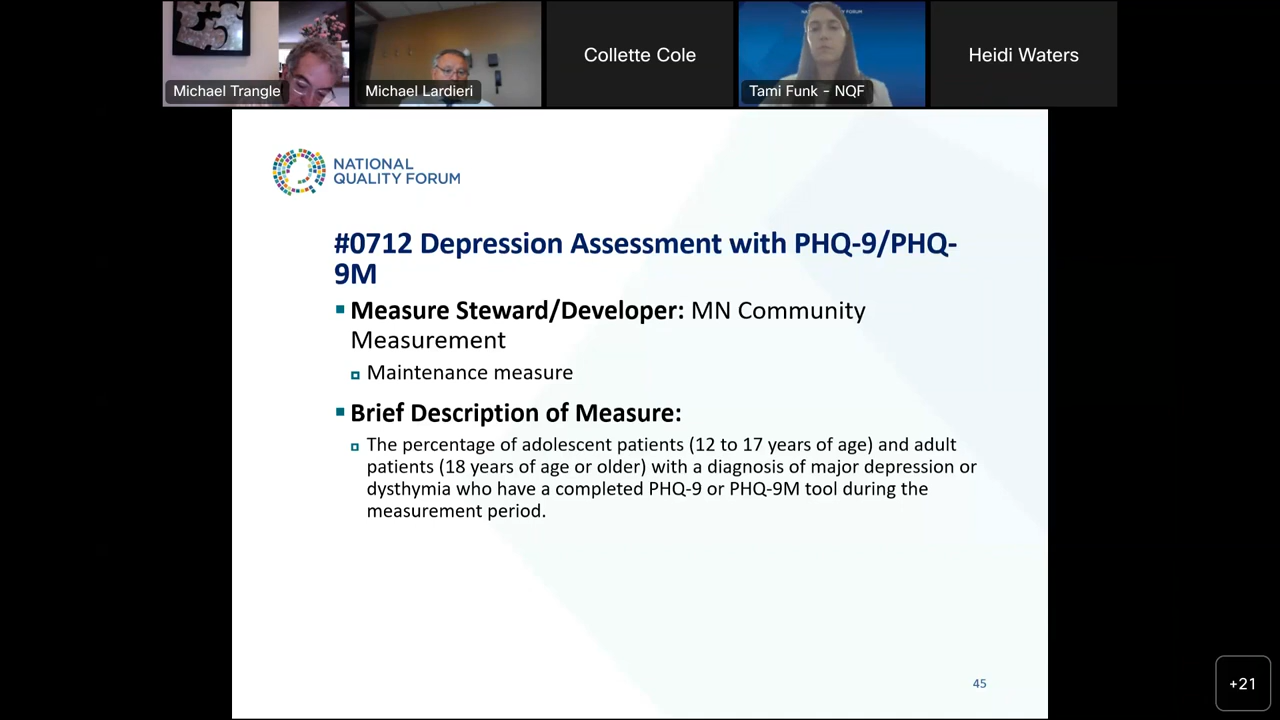 NATIONAL QUALITY FORUM
Michael Trangle
Michael Lardieri
Collette Cole
Tami Funk - NQF
Heidi Waters
NATIONAL
QUALITY FORUM
#0712 Depression Assessment with PHQ-9/PHQ-
9M
Measure Steward/Developer: MN Community
Measurement
Maintenance measure
Brief Description of Measure:
The percentage of adolescent patients (12 to 17 years of age) and adult
patients (18 years of age or older) with a diagnosis of major depression or
dysthymia who have a completed PHQ-9 or PHQ-9M tool during the
measurement period.
45
+21